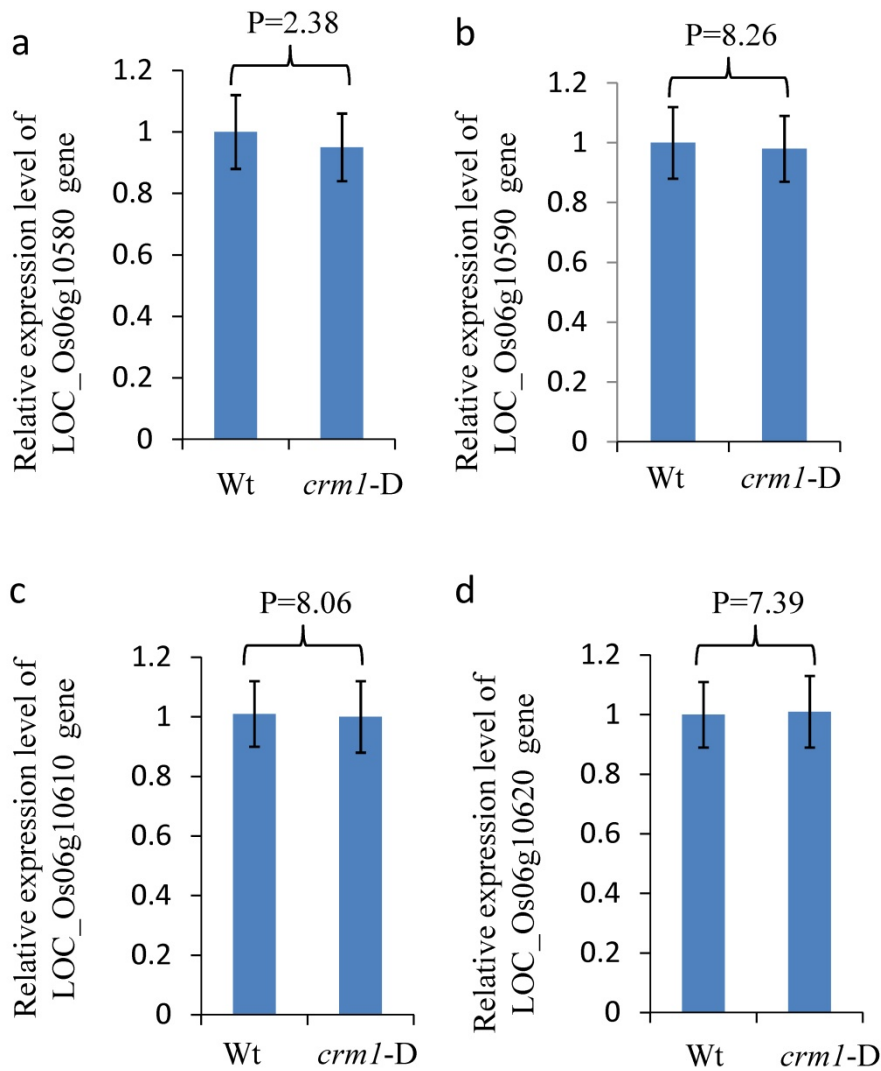 a
P=2.38
Relative expression level of
LOC_Os06g10580 gene
1.2
1
0.8
0.6
0.4
0.2
0
Wt crm1-D
b
P=8.26
Relative expression level of
LOC_Os06g10590 gene
1.2
1
0.8
0.6
0.4
0.2
0
Wt crm1-D
c
P=8.06
Relative expression level of
LOC_Os06g10610 gene
1.2
1
0.8
0.6
0.4
0.2
0
Wt crm1-D
d
P=7.39
Relative expression level of
LOC_Os06g10620 gene
1.2
1
0.8
0.6
0.4
0.2
0
Wt crm1-D